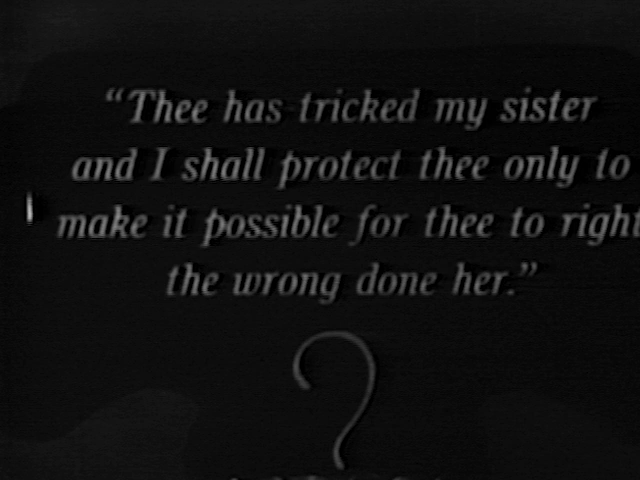 “Thee has tricked my sister
and I shall protect thee only to
make it possible for thee to right
the wrong done her.”
?